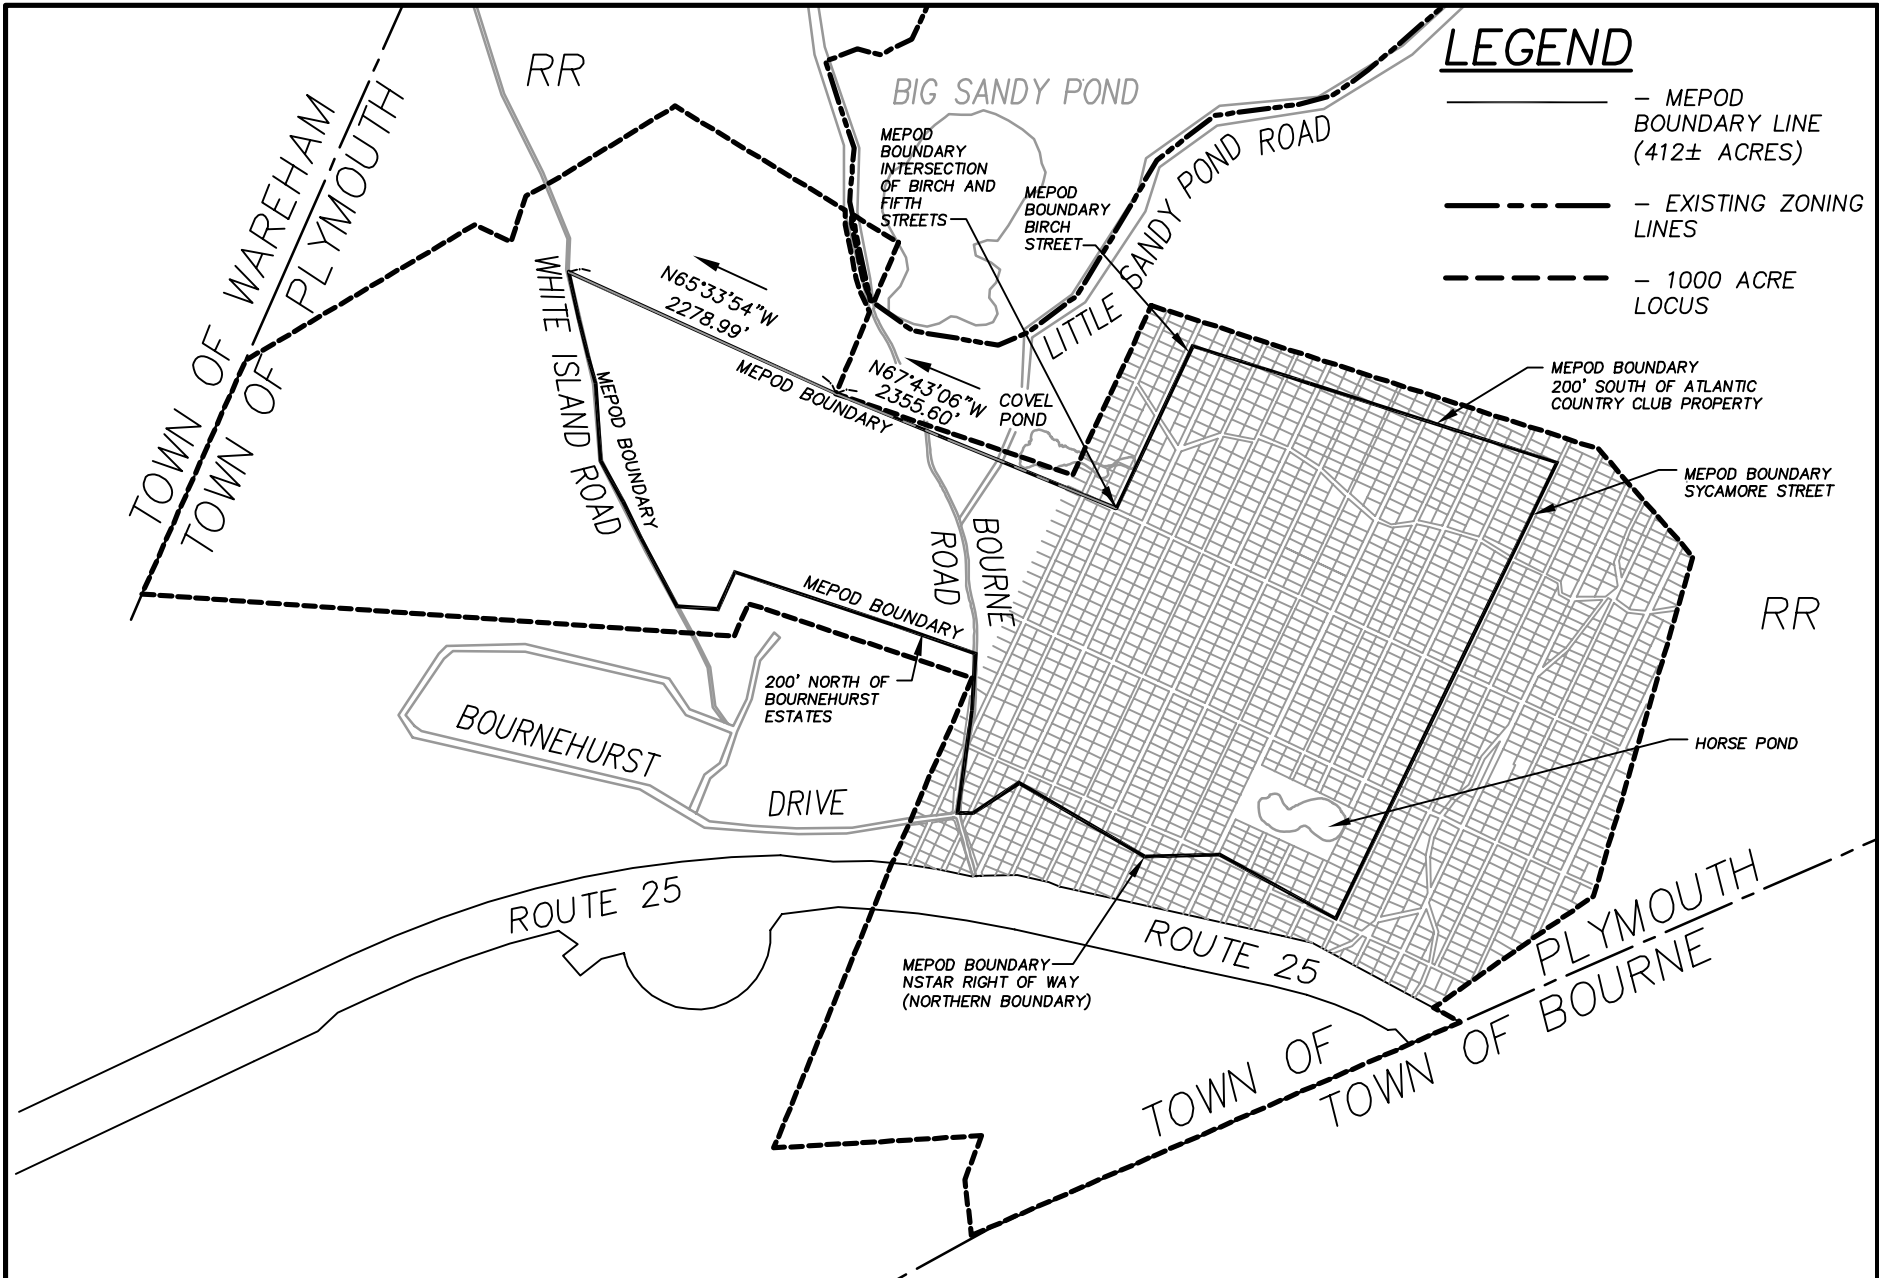 LEGEND
– MEPOD
BOUNDARY LINE
(412± ACRES)
– EXISTING ZONING
LINES
– 1000 ACRE
LOCUS
RR
BIG SANDY POND
MEPOD
BOUNDARY
INTERSECTION
OF BIRCH AND
FIFTH
STREETS
MEPOD
BOUNDARY
BIRCH
STREET
LITTLE SANDY POND ROAD
TOWN OF WAREHAM
TOWN OF PLYMOUTH
N65°33'54"W
2278.99'
MEPOD BOUNDARY
N67°43'06"W
2355.60'
COVEL
POND
WHITE ISLAND ROAD
MEPOD BOUNDARY
MEPOD BOUNDARY
200' SOUTH OF ATLANTIC
COUNTRY CLUB PROPERTY
MEPOD BOUNDARY
SYCAMORE STREET
BOURNE
ROAD
MEPOD BOUNDARY
RR
200' NORTH OF
BOURNEHURST
ESTATES
BOURNEHURST
DRIVE
HORSE POND
ROUTE 25
ROUTE 25
MEPOD BOUNDARY
NSTAR RIGHT OF WAY
(NORTHERN BOUNDARY)
TOWN OF PLYMOUTH
TOWN OF BOURNE